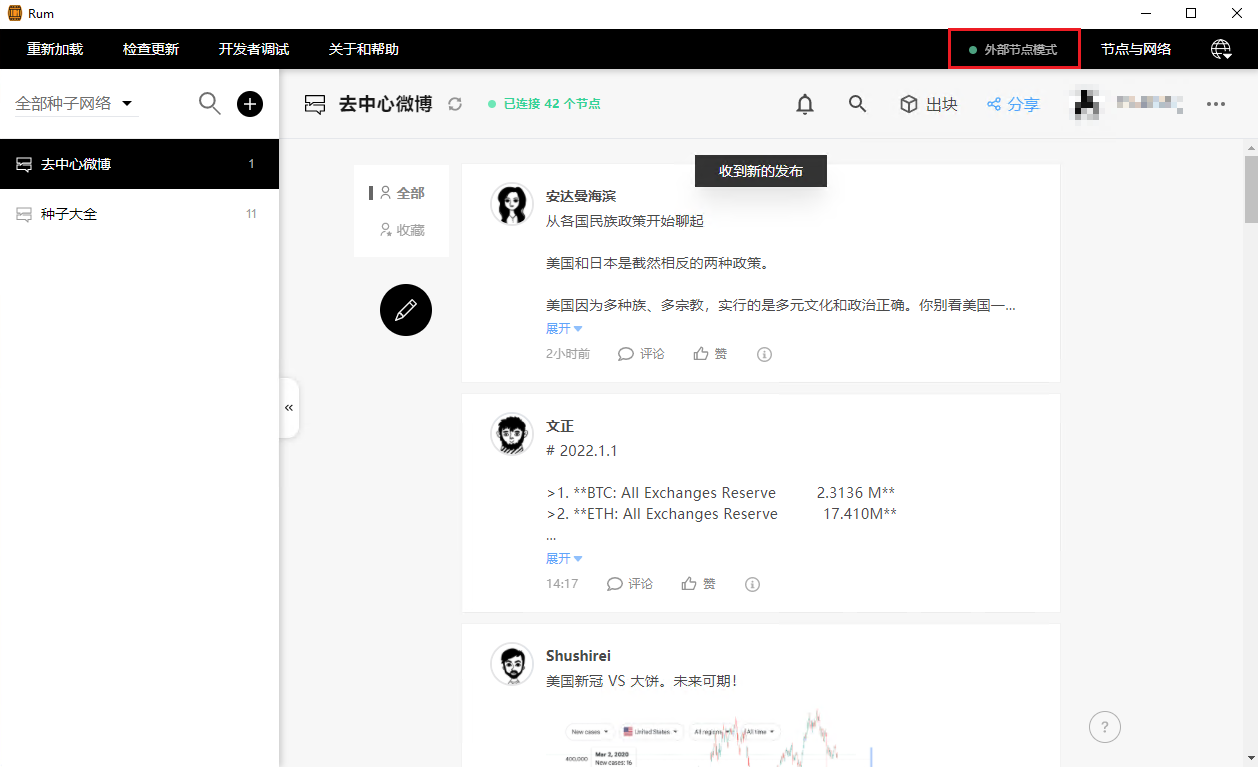 Rum
重新加载 检查更新 开发者调试 关于和帮助 外部节点模式 节点与网络
全部种子网络
去中心微博 1
种子大全 11
去中心微博 已连接 42 个节点 出块 分享
收到新的发布
全部
收藏
安达曼海滨
从各国民族政策开始聊起
美国和日本是截然相反的两种政策。
美国因为多种族、多宗教，实行的是多元文化和政治正确。你别看美国一...
展开
2小时前 评论 赞
文正
# 2022.1.1
>1. **BTC: All Exchanges Reserve 2.3136 M**
>2. **ETH: All Exchanges Reserve 17.410M**
...
展开
14:17 评论 赞
Shushirei
美国新冠 VS 大饼。未来可期！
New cases United States All regions All time
Mar 2, 2020
400,000
New cases: 16
?
«